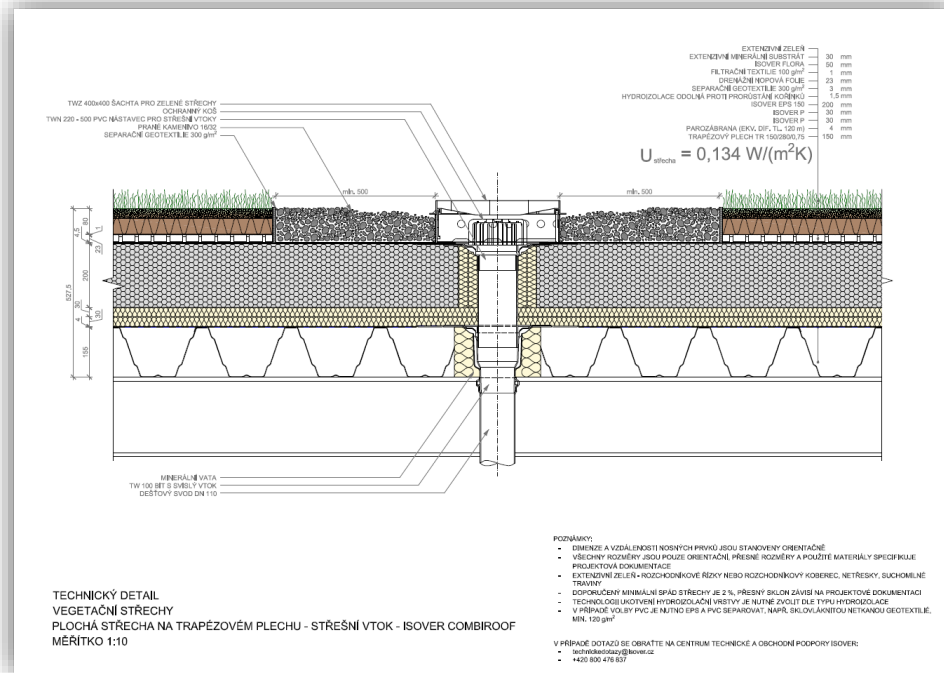 EXTENZIVNÍ ZELEŇ
EXTENZIVNÍ MINERÁLNÍ SUBSTRÁT 30 mm
ISOVER FLORA 50 mm
FILTRAČNÍ TEXTILIE 100 g/m² 1 mm
DRENÁŽNÍ NOPOVÁ FOLIE 23 mm
SEPARAČNÍ GEOTEXTILIE 300 g/m² 3 mm
HYDROIZOLACE ODOLNÁ PROTI PRORŮSTÁNÍ KOŘÍNKŮ 1,5 mm
ISOVER EPS 150 200 mm
ISOVER P 30 mm
ISOVER P 30 mm
PAROZÁBRANA (EKV. DIF. TL. 120 m) 4 mm
TRAPÉZOVÝ PLECH TR 150/280/0,75 150 mm
U střecha = 0,134 W/(m²K)
TWZ 400x400 ŠACHTA PRO ZELENÉ STŘECHY
OCHRANNÝ KOŠ
TWN 220 - 500 PVC NÁSTAVEC PRO STŘEŠNÍ VTOKY
PRANÉ KAMENIVO 16/32
SEPARAČNÍ GEOTEXTILIE 300 g/m²
min. 500
min. 500
80
4,5
1
23
200
527,5
30
30
4
155
MINERÁLNÍ VATA
TW 100 BIT S SVISLÝ VTOK
DEŠŤOVÝ SVOD DN 110
TECHNICKÝ DETAIL
VEGETAČNÍ STŘECHY
PLOCHÁ STŘECHA NA TRAPÉZOVÉM PLECHU - STŘEŠNÍ VTOK - ISOVER COMBIROOF
MĚŘÍTKO 1:10
POZNÁMKY:
- DIMENZE A VZDÁLENOSTI NOSNÝCH PRVKŮ JSOU STANOVENY ORIENTAČNĚ
- VŠECHNY ROZMĚRY JSOU POUZE ORIENTAČNÍ, PŘESNÉ ROZMĚRY A POUŽITÉ MATERIÁLY SPECIFIKUJE
PROJEKTOVÁ DOKUMENTACE
- EXTENZIVNÍ ZELEŇ - ROZCHODNÍKOVÉ ŘÍZKY NEBO ROZCHODNÍKOVÝ KOBEREC, NETŘESKY, SUCHOMILNÉ
TRAVINY
- DOPORUČENÝ MINIMÁLNÍ SPÁD STŘECHY JE 2 %, PŘESNÝ SKLON ZÁVISÍ NA PROJEKTOVÉ DOKUMENTACI
- TECHNOLOGII UKOTVENÍ HYDROIZOLAČNÍ VRSTVY JE NUTNÉ ZVOLIT DLE TYPU HYDROIZOLACE
- V PŘÍPADĚ VOLBY PVC JE NUTNO EPS A PVC SEPAROVAT, NAPŘ. SKLOVLÁKNITOU NETKANOU GEOTEXTILIÍ,
MIN. 120 g/m²
V PŘÍPADĚ DOTAZŮ SE OBRAŤTE NA CENTRUM TECHNICKÉ A OBCHODNÍ PODPORY ISOVER:
- technickedotazy@isover.cz
- +420 800 476 837